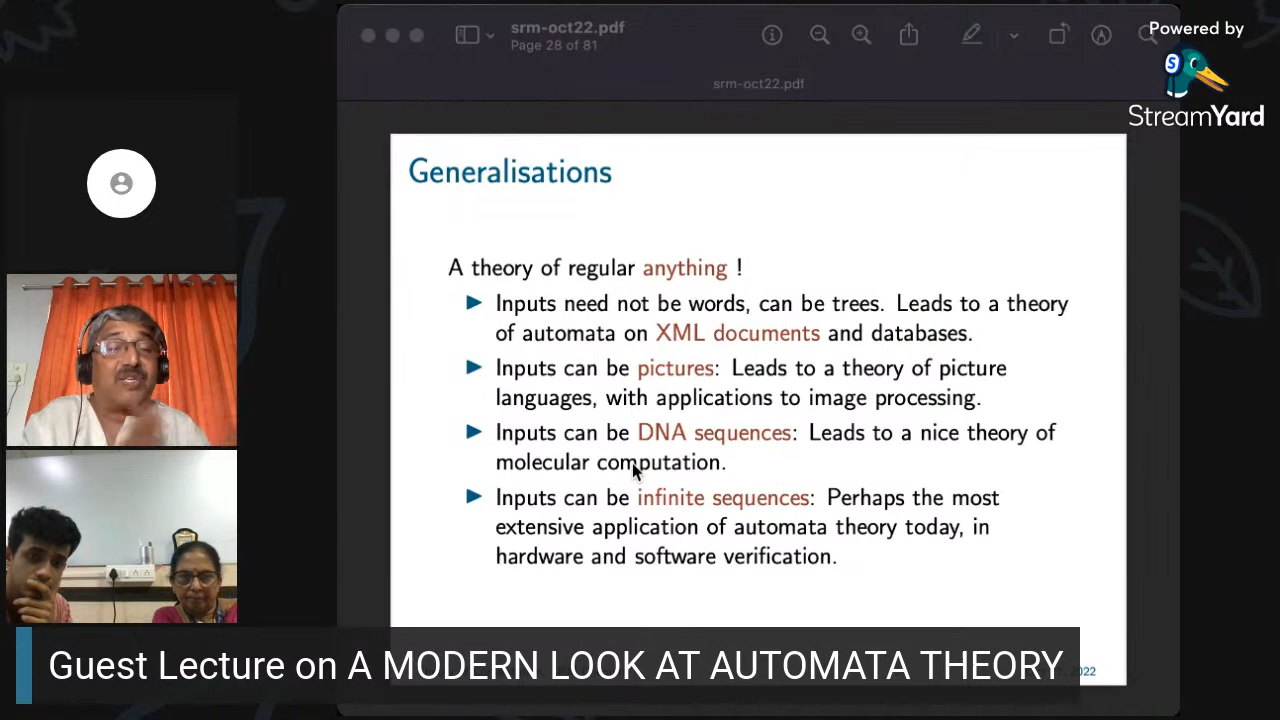 srm-oct22.pdf
Page 28 of 81
Powered by
StreamYard
srm-oct22.pdf
Generalisations
A theory of regular anything !
Inputs need not be words, can be trees. Leads to a theory
of automata on XML documents and databases.
Inputs can be pictures: Leads to a theory of picture
languages, with applications to image processing.
Inputs can be DNA sequences: Leads to a nice theory of
molecular computation.
Inputs can be infinite sequences: Perhaps the most
extensive application of automata theory today, in
hardware and software verification.
Guest Lecture on A MODERN LOOK AT AUTOMATA THEORY
2022